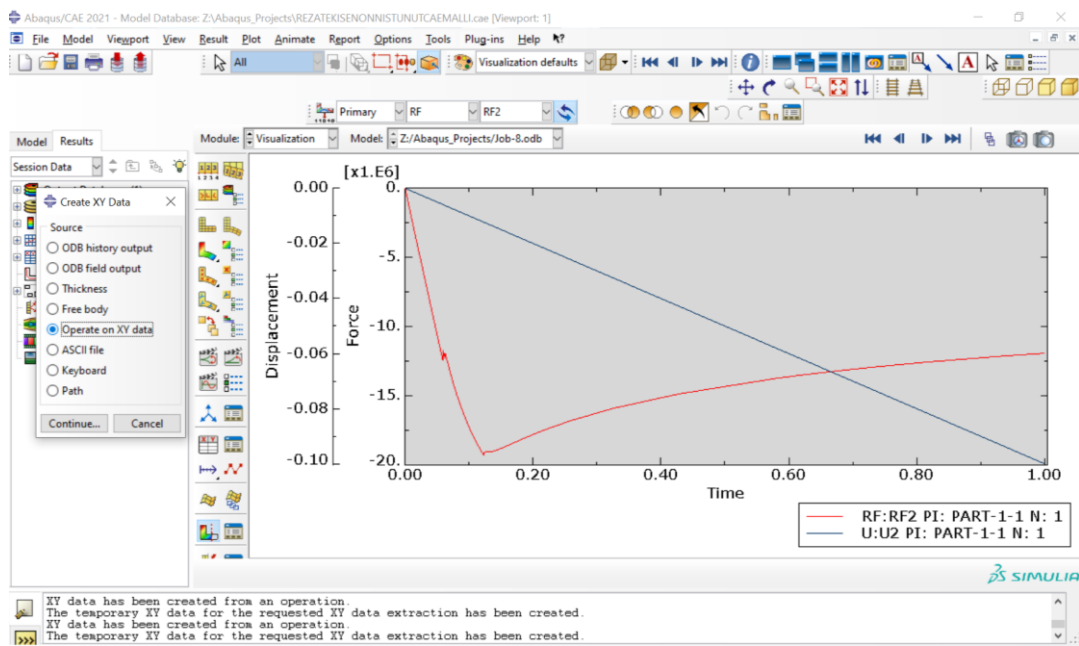 Abaqus/CAE 2021 - Model Database: Z:\Abaqus_Projects\REZATEKISENONNISTUNUTCAEMALLI.cae [Viewport: 1]
File Model Viewport View Result Plot Animate Report Options Tools Plug-ins Help
All Visualization defaults
Primary RF RF2
Model Results
Module: Visualization Model: Z:/Abaqus_Projects/Job-8.odb
Session Data
Create XY Data
Source
ODB history output
ODB field output
Thickness
Free body
Operate on XY data
ASCII file
Keyboard
Path
Continue... Cancel
[x1.E6]
0.00 0.
-0.02
-5.
-0.04
-10.
-0.06
-15.
-0.08
-0.10 -20.
Displacement
Force
0.00 0.20 0.40 0.60 0.80 1.00
Time
RF:RF2 PI: PART-1-1 N: 1
U:U2 PI: PART-1-1 N: 1
SIMULIA
XY data has been created from an operation.
The temporary XY data for the requested XY data extraction has been created.
XY data has been created from an operation.
The temporary XY data for the requested XY data extraction has been created.